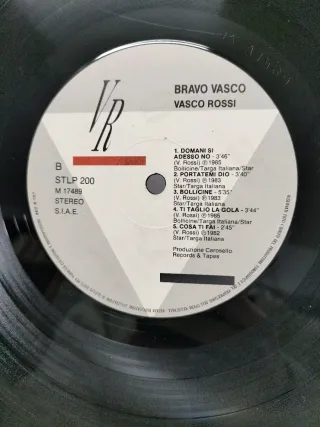 VR
BRAVO VASCO
VASCO ROSSI
B
STLP 200
M 17489
STEREO
S.I.A.E.
1. DOMANI SI
ADESSO NO - 3'46"
(V. Rossi) ℗ 1985
Bollicine/Targa Italiana/Star
2. PORTATEMI DIO - 3'40"
(V. Rossi) ℗ 1983
Star/Targa Italiana
3. BOLLICINE - 5'35"
(V. Rossi) ℗ 1983
Star/Targa Italiana
4. TI TAGLIO LA GOLA - 3'44"
(V. Rossi) ℗ 1985
Bollicine/Targa Italiana/Star
5. COSA TI FAI - 2'45"
(V. Rossi) ℗ 1982
Star/Targa Italiana
Produzione Carosello
Records & Tapes